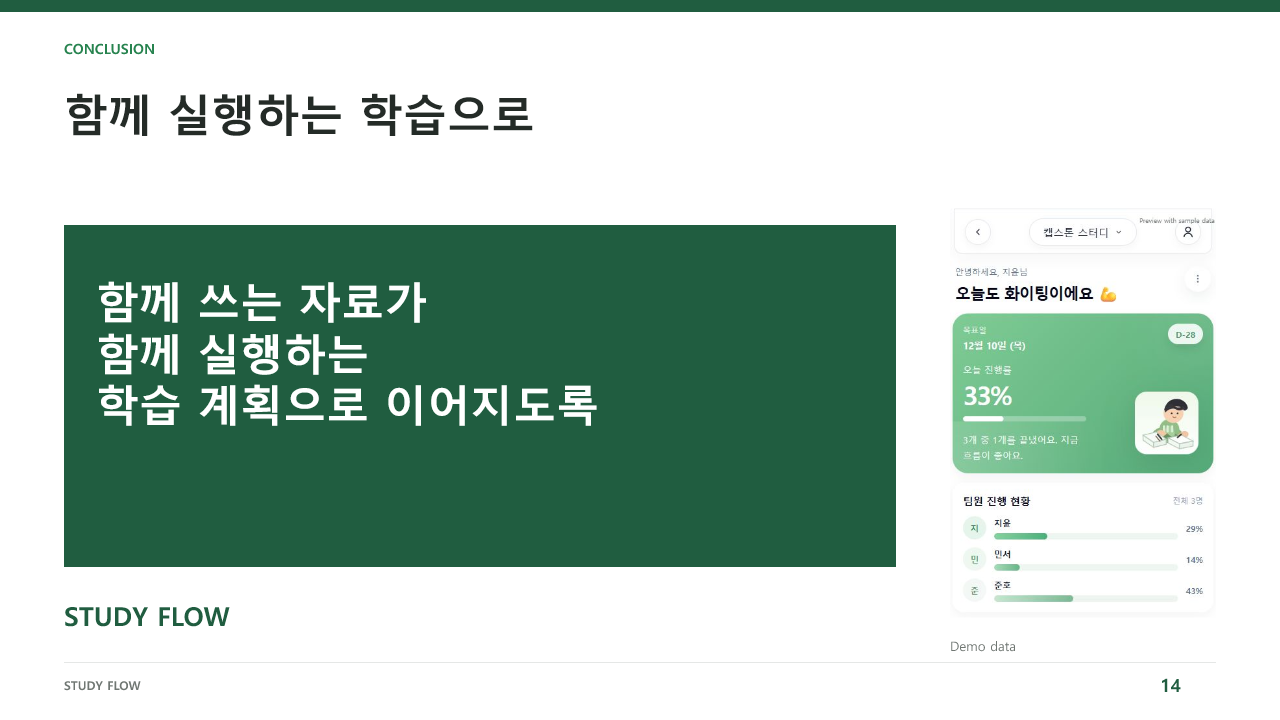 CONCLUSION
함께 실행하는 학습으로
함께 쓰는 자료가
함께 실행하는
학습 계획으로 이어지도록
STUDY FLOW
Preview with sample data
캡스톤 스터디
안녕하세요, 지윤님
오늘도 화이팅이에요 💪
목표일
D-28
12월 10일 (목)
오늘 진행률
33%
3개 중 1개를 끝냈어요. 지금
흐름이 좋아요.
팀원 진행 현황
전체 3명
지
지윤
29%
민
민서
14%
준
준호
43%
Demo data
STUDY FLOW
14